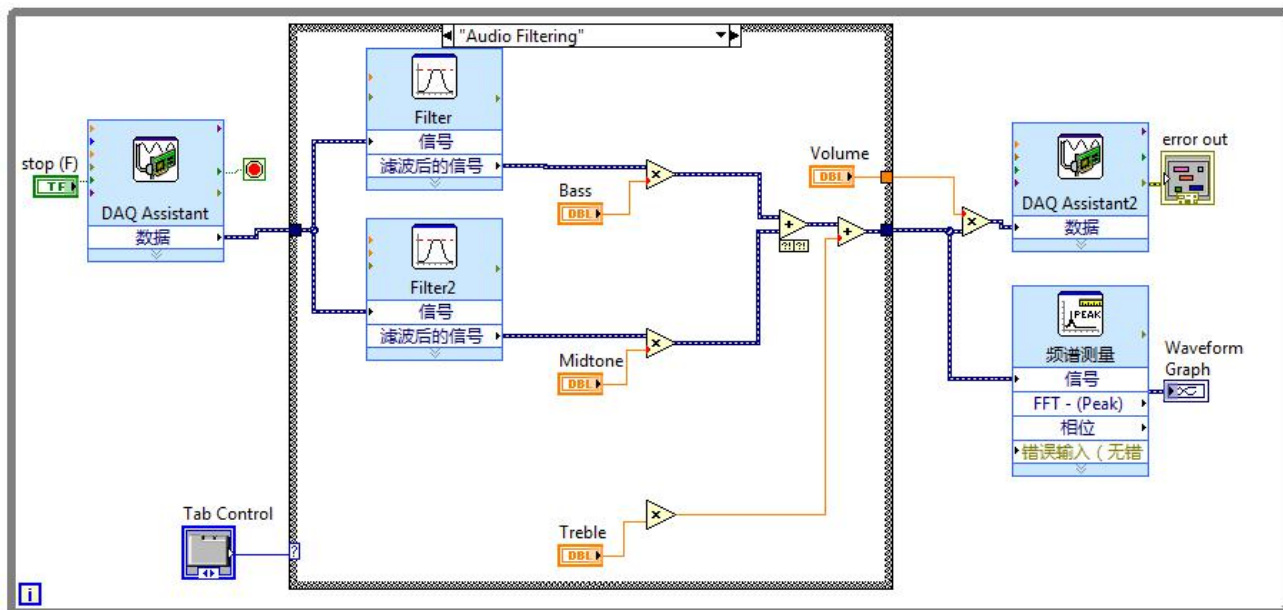 "Audio Filtering"
Filter
信号
滤波后的信号
stop (F)
TF
DAQ Assistant
数据
Bass
DBL
Volume
DBL
DAQ Assistant2
数据
error out
Filter2
信号
滤波后的信号
Midtone
DBL
PEAK
频谱测量
信号
FFT - (Peak)
相位
错误输入（无错
Waveform
Graph
Treble
DBL
Tab Control
?
i